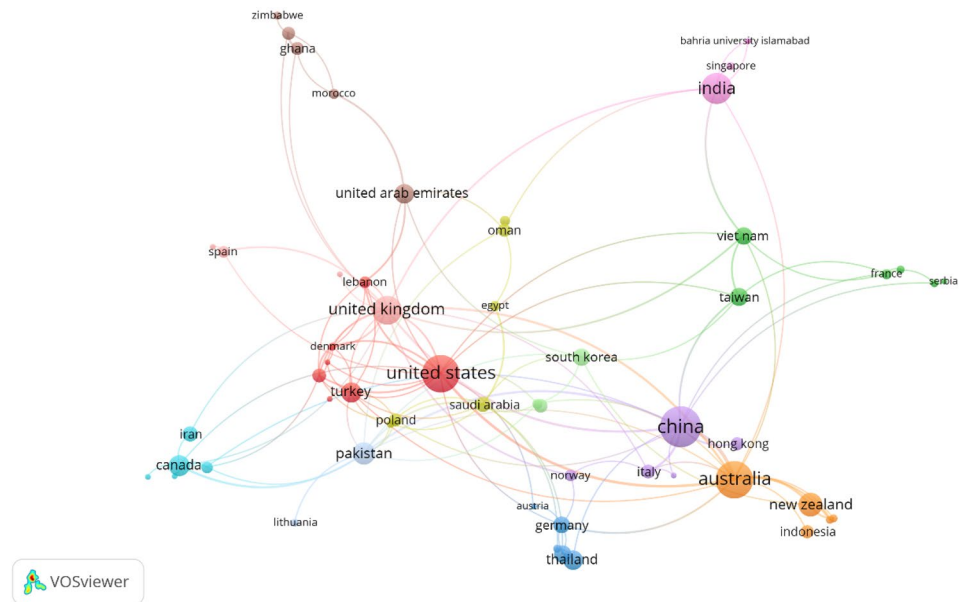 zimbabwe
ghana
morocco
bahria university islamabad
singapore
india
united arab emirates
oman
viet nam
spain
lebanon
france
serbia
taiwan
egypt
united kingdom
denmark
south korea
united states
turkey
saudi arabia
poland
china
hong kong
iran
canada
pakistan
norway
italy
australia
austria
new zealand
lithuania
germany
indonesia
thailand
VOSviewer